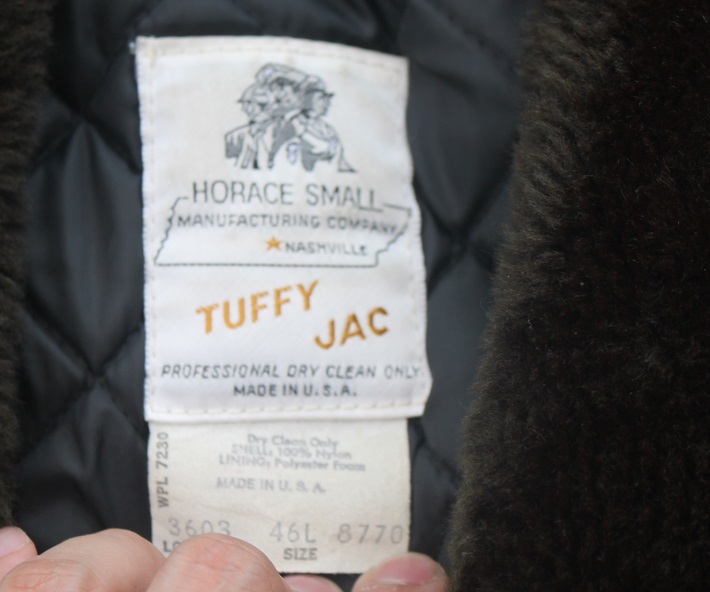 HORACE SMALL
MANUFACTURING COMPANY
NASHVILLE
TUFFY
JAC
PROFESSIONAL DRY CLEAN ONLY
MADE IN U.S.A.
WPL 7230
Dry Clean Only
SHELL: 100% Nylon
LINING: Polyester Foam
MADE IN U. S. A.
3603 46L 8770
SIZE